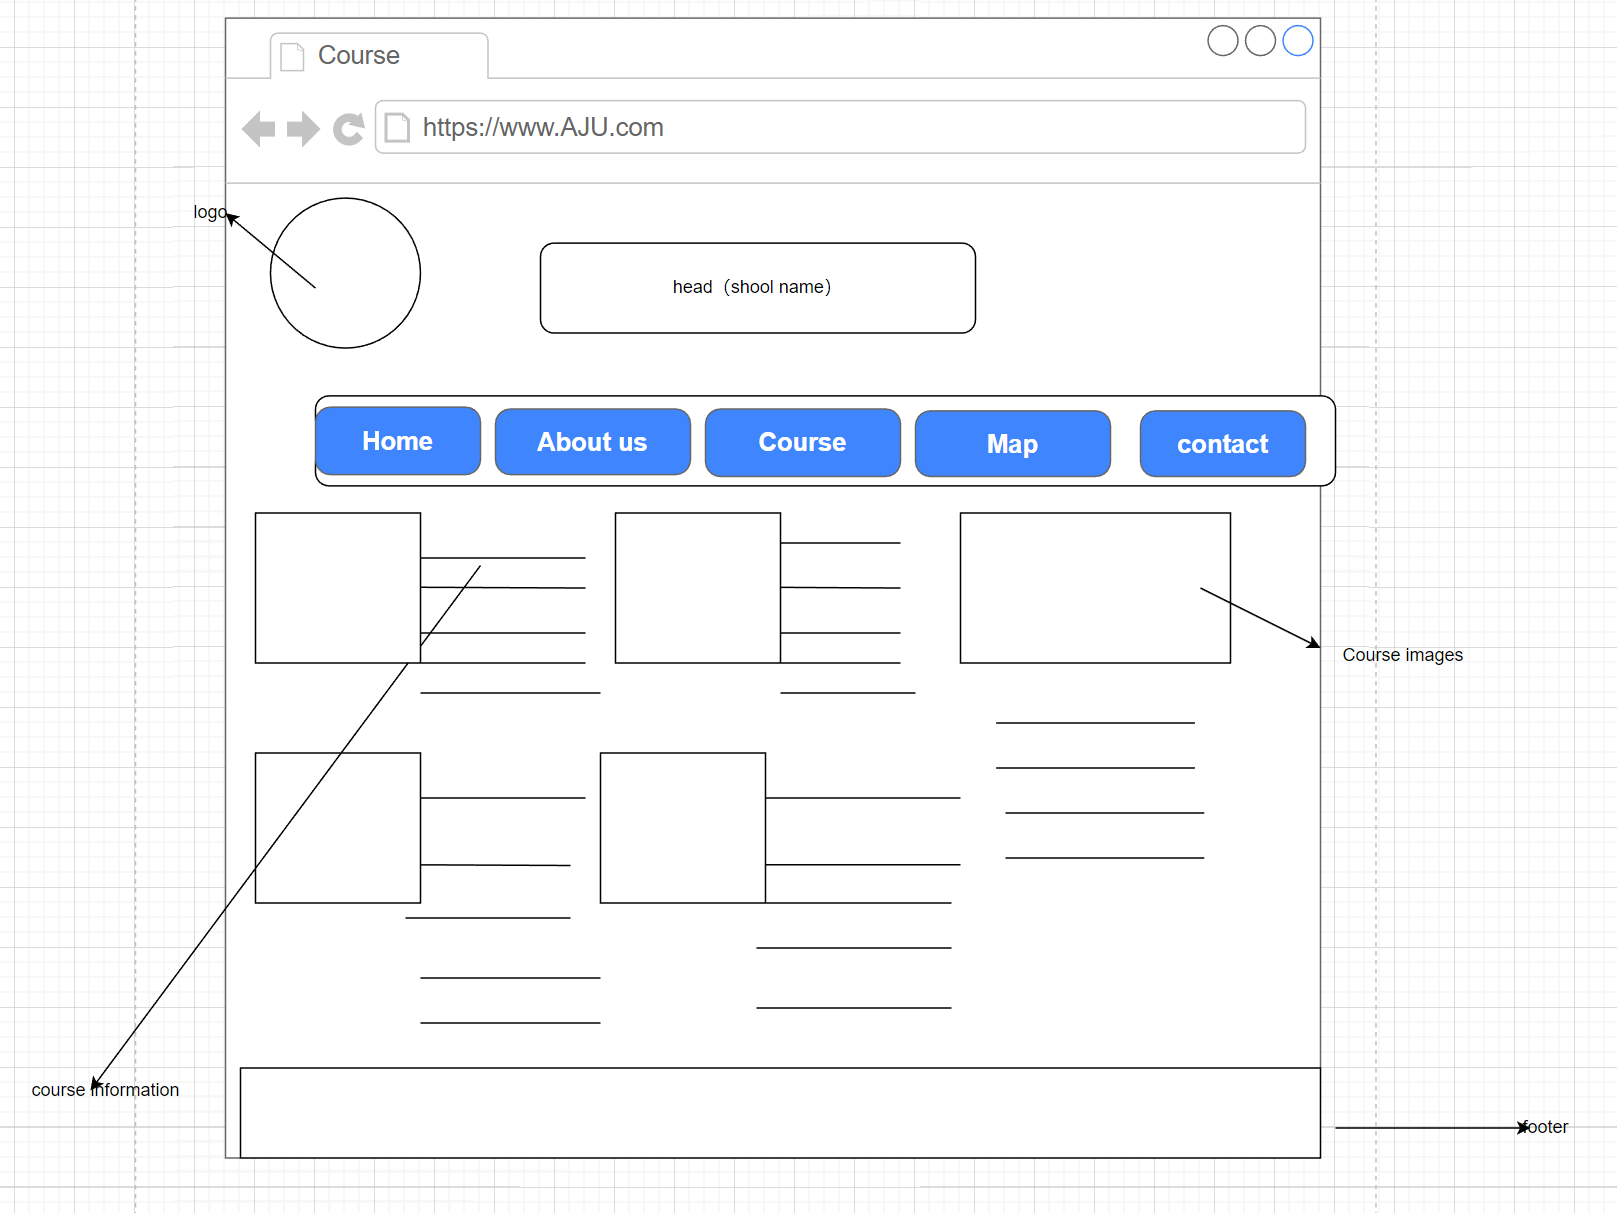 Course
https://www.AJU.com
logo
head（shool name）
Home
About us
Course
Map
contact
Course images
course information
footer